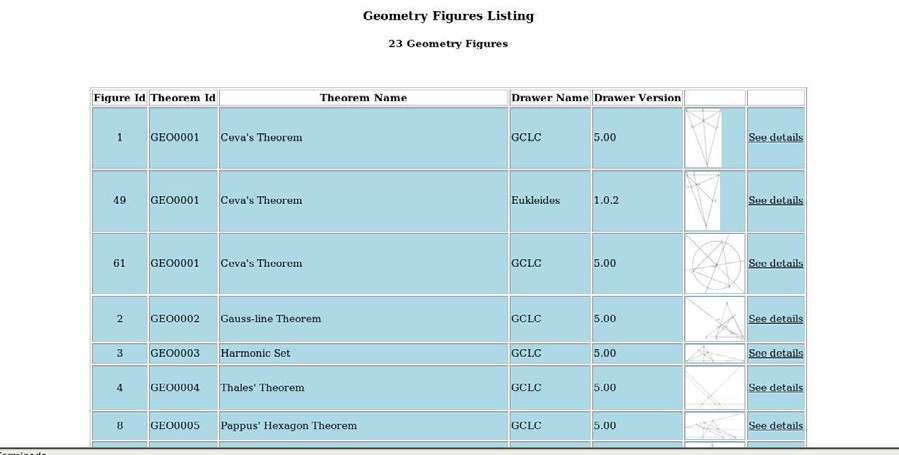 Geometry Figures Listing
23 Geometry Figures
Figure Id Theorem Id Theorem Name Drawer Name Drawer Version
1 GEO0001 Ceva's Theorem GCLC 5.00 See details
49 GEO0001 Ceva's Theorem Eukleides 1.0.2 See details
61 GEO0001 Ceva's Theorem GCLC 5.00 See details
2 GEO0002 Gauss-line Theorem GCLC 5.00 See details
3 GEO0003 Harmonic Set GCLC 5.00 See details
4 GEO0004 Thales' Theorem GCLC 5.00 See details
8 GEO0005 Pappus' Hexagon Theorem GCLC 5.00 See details